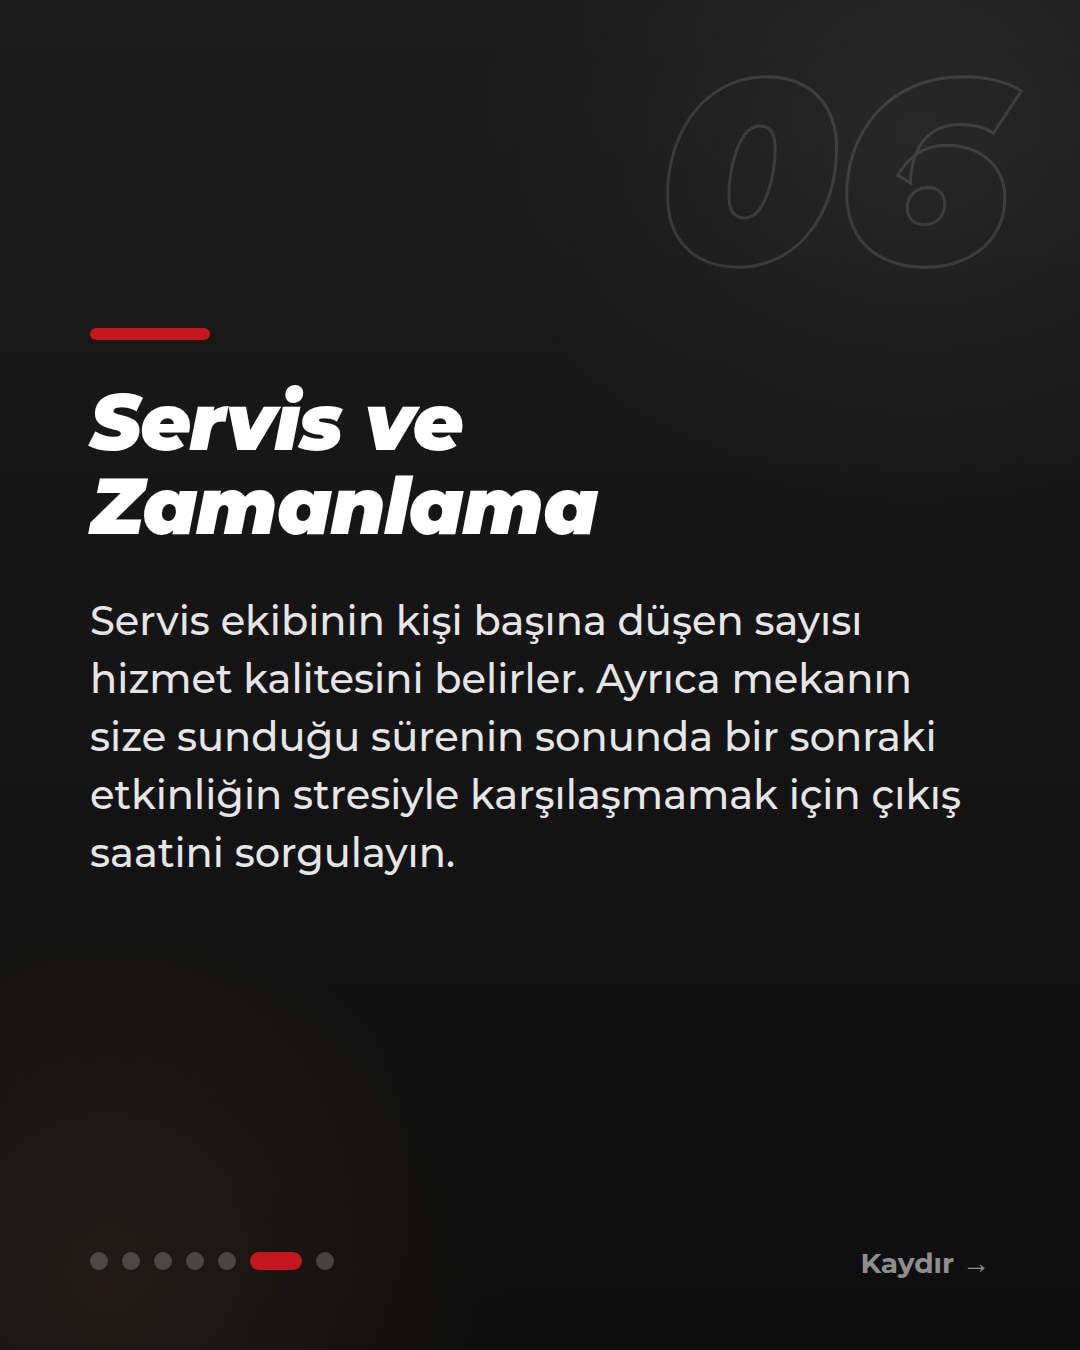 06
Servis ve
Zamanlama
Servis ekibinin kişi başına düşen sayısı
hizmet kalitesini belirler. Ayrıca mekanın
size sunduğu sürenin sonunda bir sonraki
etkinliğin stresiyle karşılaşmamak için çıkış
saatini sorgulayın.
Kaydır →